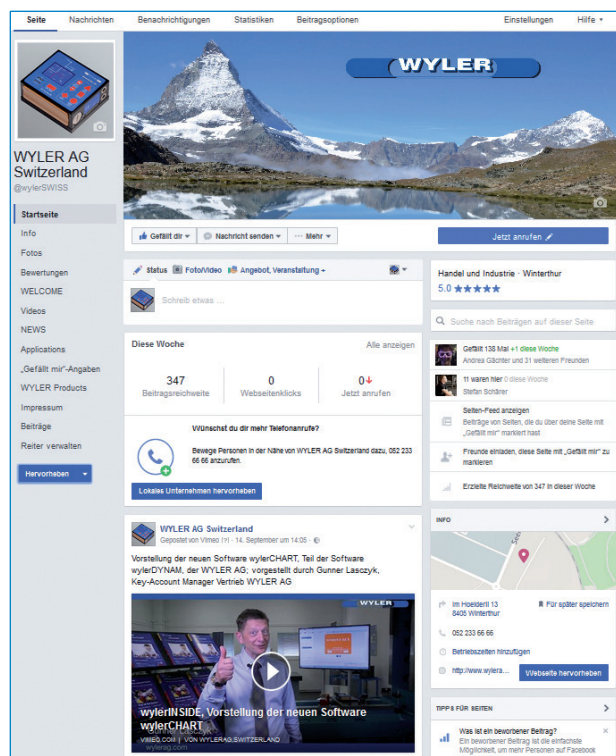 Seite Nachrichten Benachrichtigungen Statistiken Beitragsoptionen Einstellungen Hilfe
WYLER
WYLER AG
Switzerland
@wylerSWISS
Startseite
Info
Fotos
Bewertungen
WELCOME
Videos
NEWS
Applications
„Gefällt mir“-Angaben
WYLER Products
Impressum
Beiträge
Reiter verwalten
Hervorheben
Gefällt dir Nachricht senden ··· Mehr
Jetzt anrufen
Status Foto/Video Angebot, Veranstaltung +
Schreib etwas ...
Diese Woche Alle anzeigen
347 0 0
Beitragsreichweite Webseitenklicks Jetzt anrufen
Wünschst du dir mehr Telefonanrufe?
Bewege Personen in der Nähe von WYLER AG Switzerland dazu, 052 233
66 66 anzurufen.
Lokales Unternehmen hervorheben
WYLER AG Switzerland
Gepostet von Vimeo [?] · 14. September um 14:05 ·
Vorstellung der neuen Software wylerCHART, Teil der Software
wylerDYNAM, der WYLER AG; vorgestellt durch Gunner Lasczyk,
Key-Account Manager Vertrieb WYLER AG
WYLER
wylerINSIDE, Vorstellung der neuen Software
wylerCHART
Gunner Lasczyk
VIMEO.COM | VON WYLERAG,SWITZERLAND
wylerag.com
Handel und Industrie · Winterthur
5.0 ★★★★★
Suche nach Beiträgen auf dieser Seite
Gefällt 138 Mal +1 diese Woche
Andrea Gächter und 31 weiteren Freunden
11 waren hier 0 diese Woche
Stefan Schärer
Seiten-Feed anzeigen
Beiträge von Seiten, die du über deine Seite mit
„Gefällt mir“ markiert hast
Freunde einladen, diese Seite mit „Gefällt mir“ zu
markieren
Erzielte Reichweite von 347 in dieser Woche
INFO
Im Hölderli 13
8405 Winterthur
Für später speichern
052 233 66 66
Betriebszeiten hinzufügen
http://www.wylera...
Webseite hervorheben
TIPPS FÜR SEITEN
Was ist ein beworbener Beitrag?
Ein beworbener Beitrag ist die einfachste
Möglichkeit, um mehr Personen auf Facebook